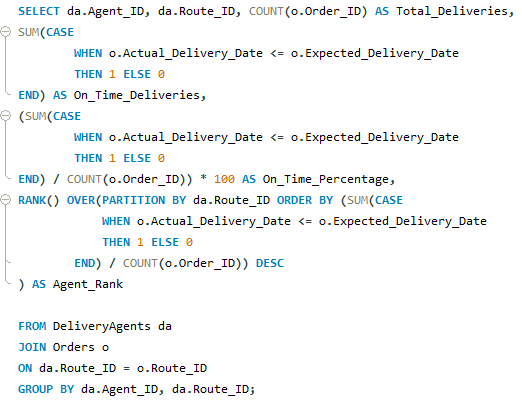 SELECT da.Agent_ID, da.Route_ID, COUNT(o.Order_ID) AS Total_Deliveries,
SUM(CASE
WHEN o.Actual_Delivery_Date <= o.Expected_Delivery_Date
THEN 1 ELSE 0
END) AS On_Time_Deliveries,
(SUM(CASE
WHEN o.Actual_Delivery_Date <= o.Expected_Delivery_Date
THEN 1 ELSE 0
END) / COUNT(o.Order_ID)) * 100 AS On_Time_Percentage,
RANK() OVER(PARTITION BY da.Route_ID ORDER BY (SUM(CASE
WHEN o.Actual_Delivery_Date <= o.Expected_Delivery_Date
THEN 1 ELSE 0
END) / COUNT(o.Order_ID)) DESC
) AS Agent_Rank
FROM DeliveryAgents da
JOIN Orders o
ON da.Route_ID = o.Route_ID
GROUP BY da.Agent_ID, da.Route_ID;